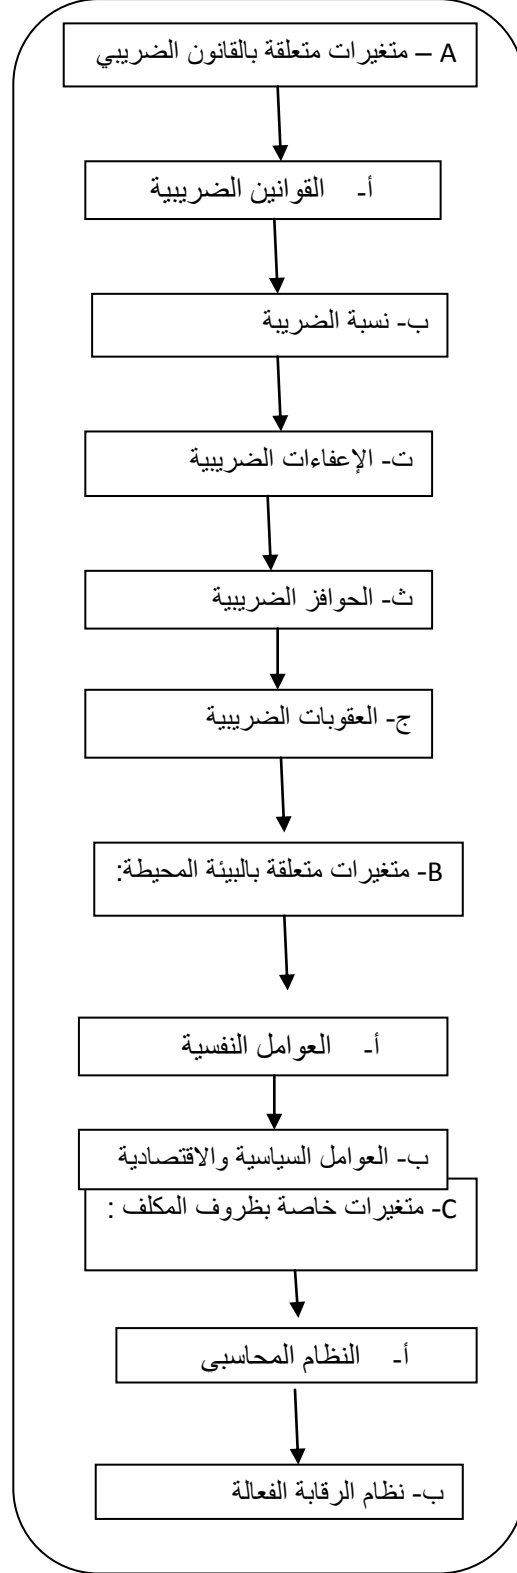 A – متغيرات متعلقة بالقانون الضريبي
أ- القوانين الضريبية
ب- نسبة الضريبة
ت- الإعفاءات الضريبية
ث- الحوافز الضريبية
ج- العقوبات الضريبية
B- متغيرات متعلقة بالبيئة المحيطة:
أ- العوامل النفسية
ب- العوامل السياسية والاقتصادية
C- متغيرات خاصة بظروف المكلف :
أ- النظام المحاسبي
ب- نظام الرقابة الفعالة